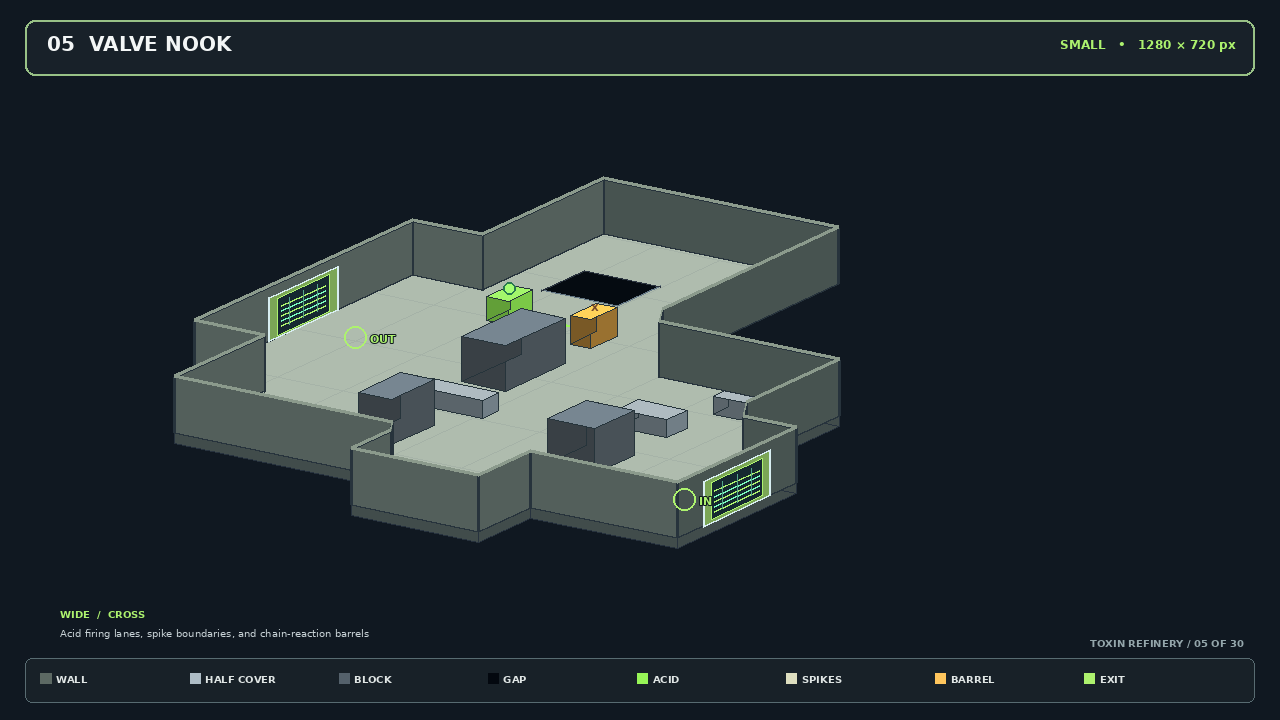 05 VALVE NOOK
SMALL • 1280 × 720 px
OUT
X
IN
WIDE / CROSS
Acid firing lanes, spike boundaries, and chain-reaction barrels
TOXIN REFINERY / 05 OF 30
WALL
HALF COVER
BLOCK
GAP
ACID
SPIKES
BARREL
EXIT